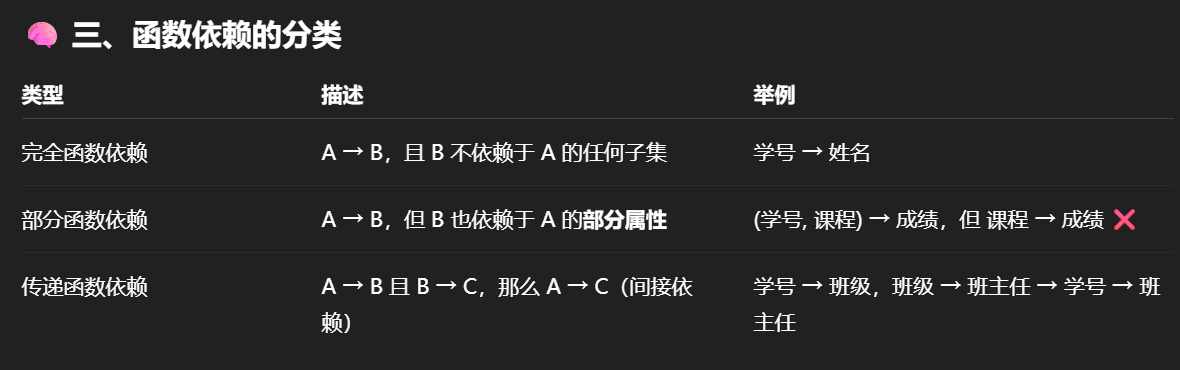 🧠 三、函数依赖的分类
类型 描述 举例
完全函数依赖 A → B，且 B 不依赖于 A 的任何子集 学号 → 姓名
部分函数依赖 A → B，但 B 也依赖于 A 的部分属性 (学号, 课程) → 成绩，但 课程 → 成绩 ❌
传递函数依赖 A → B 且 B → C，那么 A → C（间接依 学号 → 班级，班级 → 班主任 → 学号 → 班
赖） 主任